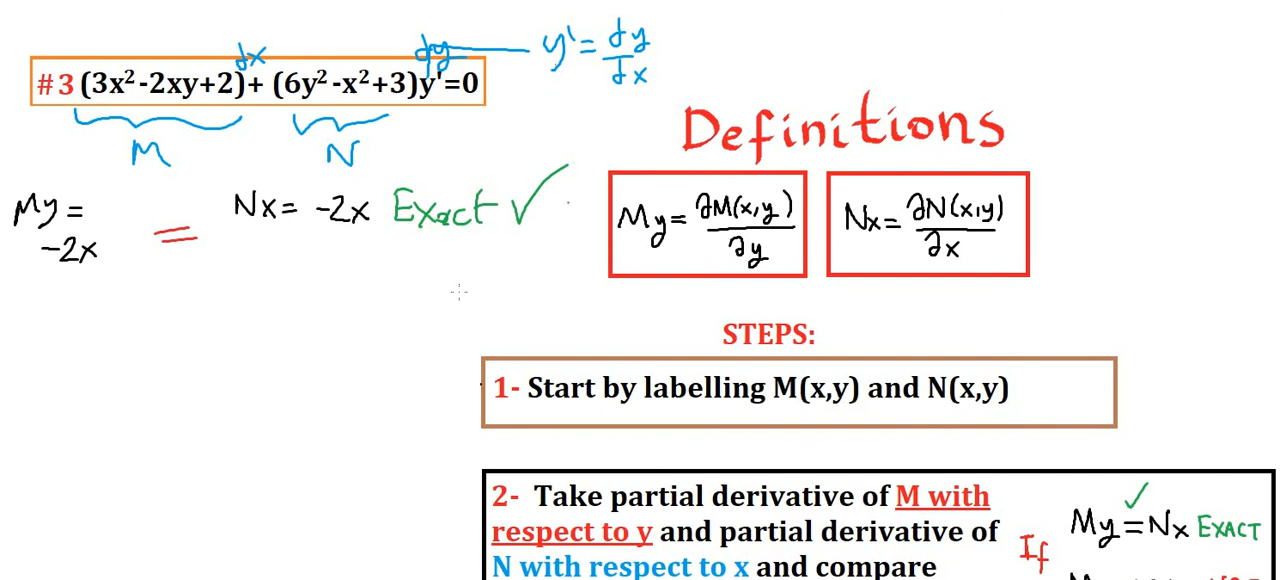 dx
dy
y' = dy/dx
#3 (3x²-2xy+2)+ (6y²-x²+3)y'=0
M
N
Definitions
My =
-2x
=
Nx = -2x Exact ✓
My = ∂M(x,y)/∂y
Nx = ∂N(x,y)/∂x
STEPS:
1- Start by labelling M(x,y) and N(x,y)
2- Take partial derivative of M with
respect to y and partial derivative of
N with respect to x and compare
If
✓
My = Nx EXACT